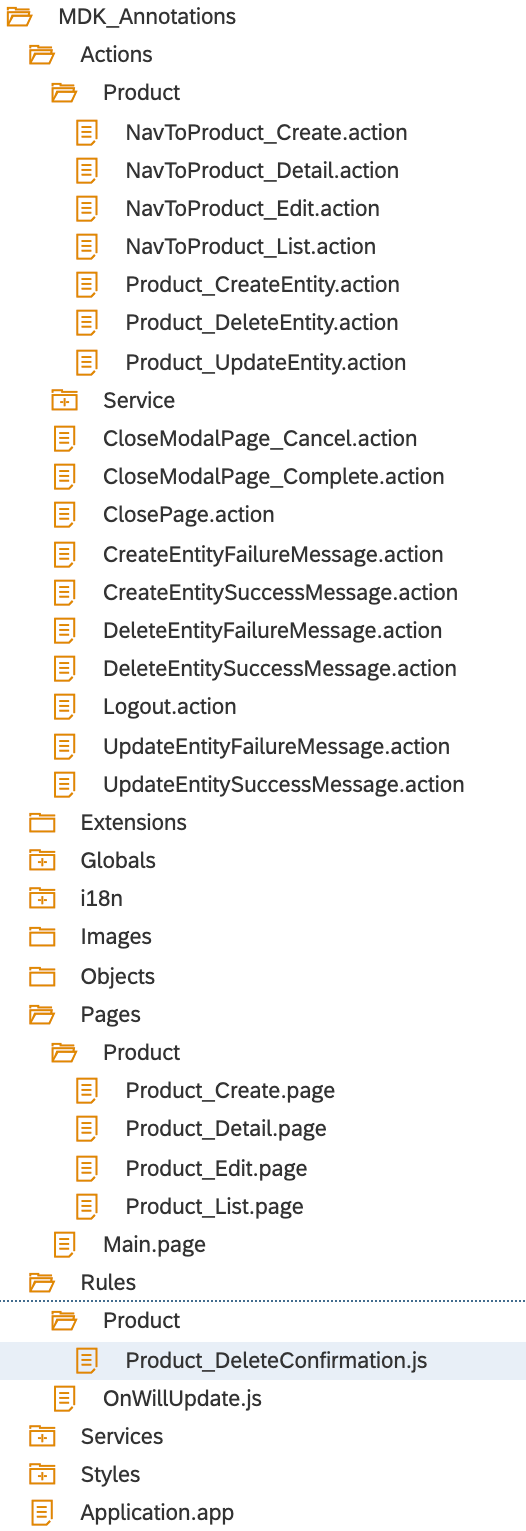 MDK_Annotations
Actions
Product
NavToProduct_Create.action
NavToProduct_Detail.action
NavToProduct_Edit.action
NavToProduct_List.action
Product_CreateEntity.action
Product_DeleteEntity.action
Product_UpdateEntity.action
Service
CloseModalPage_Cancel.action
CloseModalPage_Complete.action
ClosePage.action
CreateEntityFailureMessage.action
CreateEntitySuccessMessage.action
DeleteEntityFailureMessage.action
DeleteEntitySuccessMessage.action
Logout.action
UpdateEntityFailureMessage.action
UpdateEntitySuccessMessage.action
Extensions
Globals
i18n
Images
Objects
Pages
Product
Product_Create.page
Product_Detail.page
Product_Edit.page
Product_List.page
Main.page
Rules
Product
Product_DeleteConfirmation.js
OnWillUpdate.js
Services
Styles
Application.app